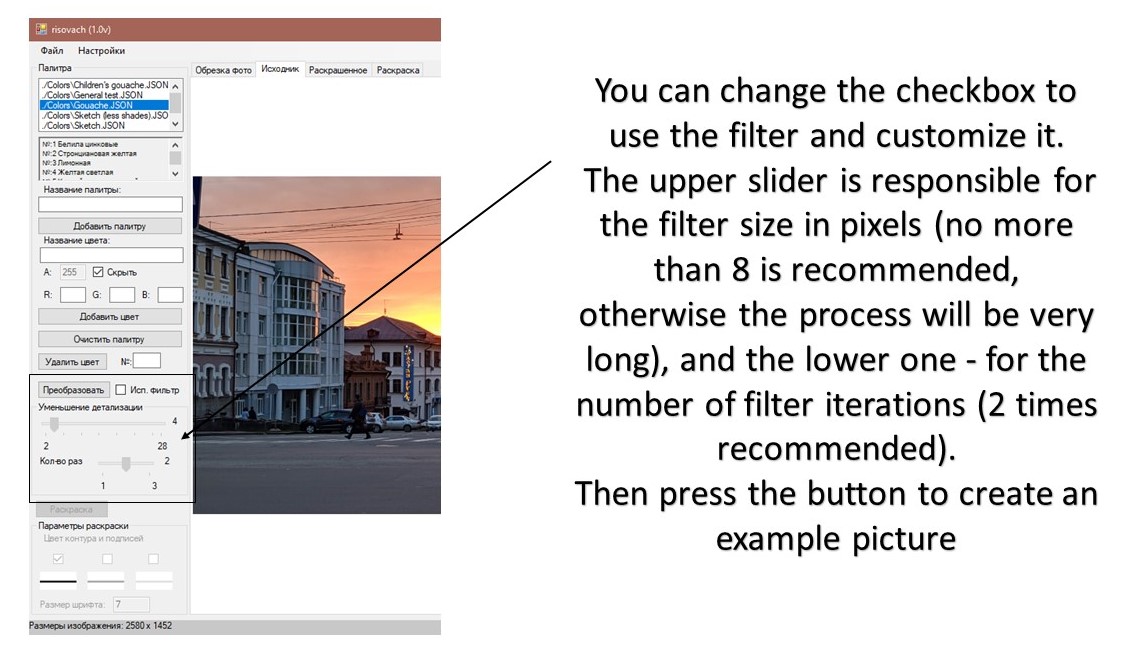 risovach (1.0v)
Файл Настройки
Палитра
./Colors\Children's gouache.JSON
./Colors\General test.JSON
./Colors\Gouache.JSON
./Colors\Sketch (less shades).JSO
./Colors\Sketch.JSON
№:1 Белила цинковые
№:2 Стронциановая желтая
№:3 Лимонная
№:4 Желтая светлая
Название палитры:
Добавить палитру
Название цвета:
A: 255 Скрыть
R: G: B:
Добавить цвет
Очистить палитру
Удалить цвет №:
Преобразовать Исп. фильтр
Уменьшение детализации
4
2 28
Кол-во раз 2
1 3
Раскраска
Параметры раскраски
Цвет контура и подписей
Размер шрифта: 7
Размеры изображения: 2580 x 1452
Обрезка фото Исходник Раскрашенное Раскраска
You can change the checkbox to
use the filter and customize it.
The upper slider is responsible for
the filter size in pixels (no more
than 8 is recommended,
otherwise the process will be very
long), and the lower one - for the
number of filter iterations (2 times
recommended).
Then press the button to create an
example picture